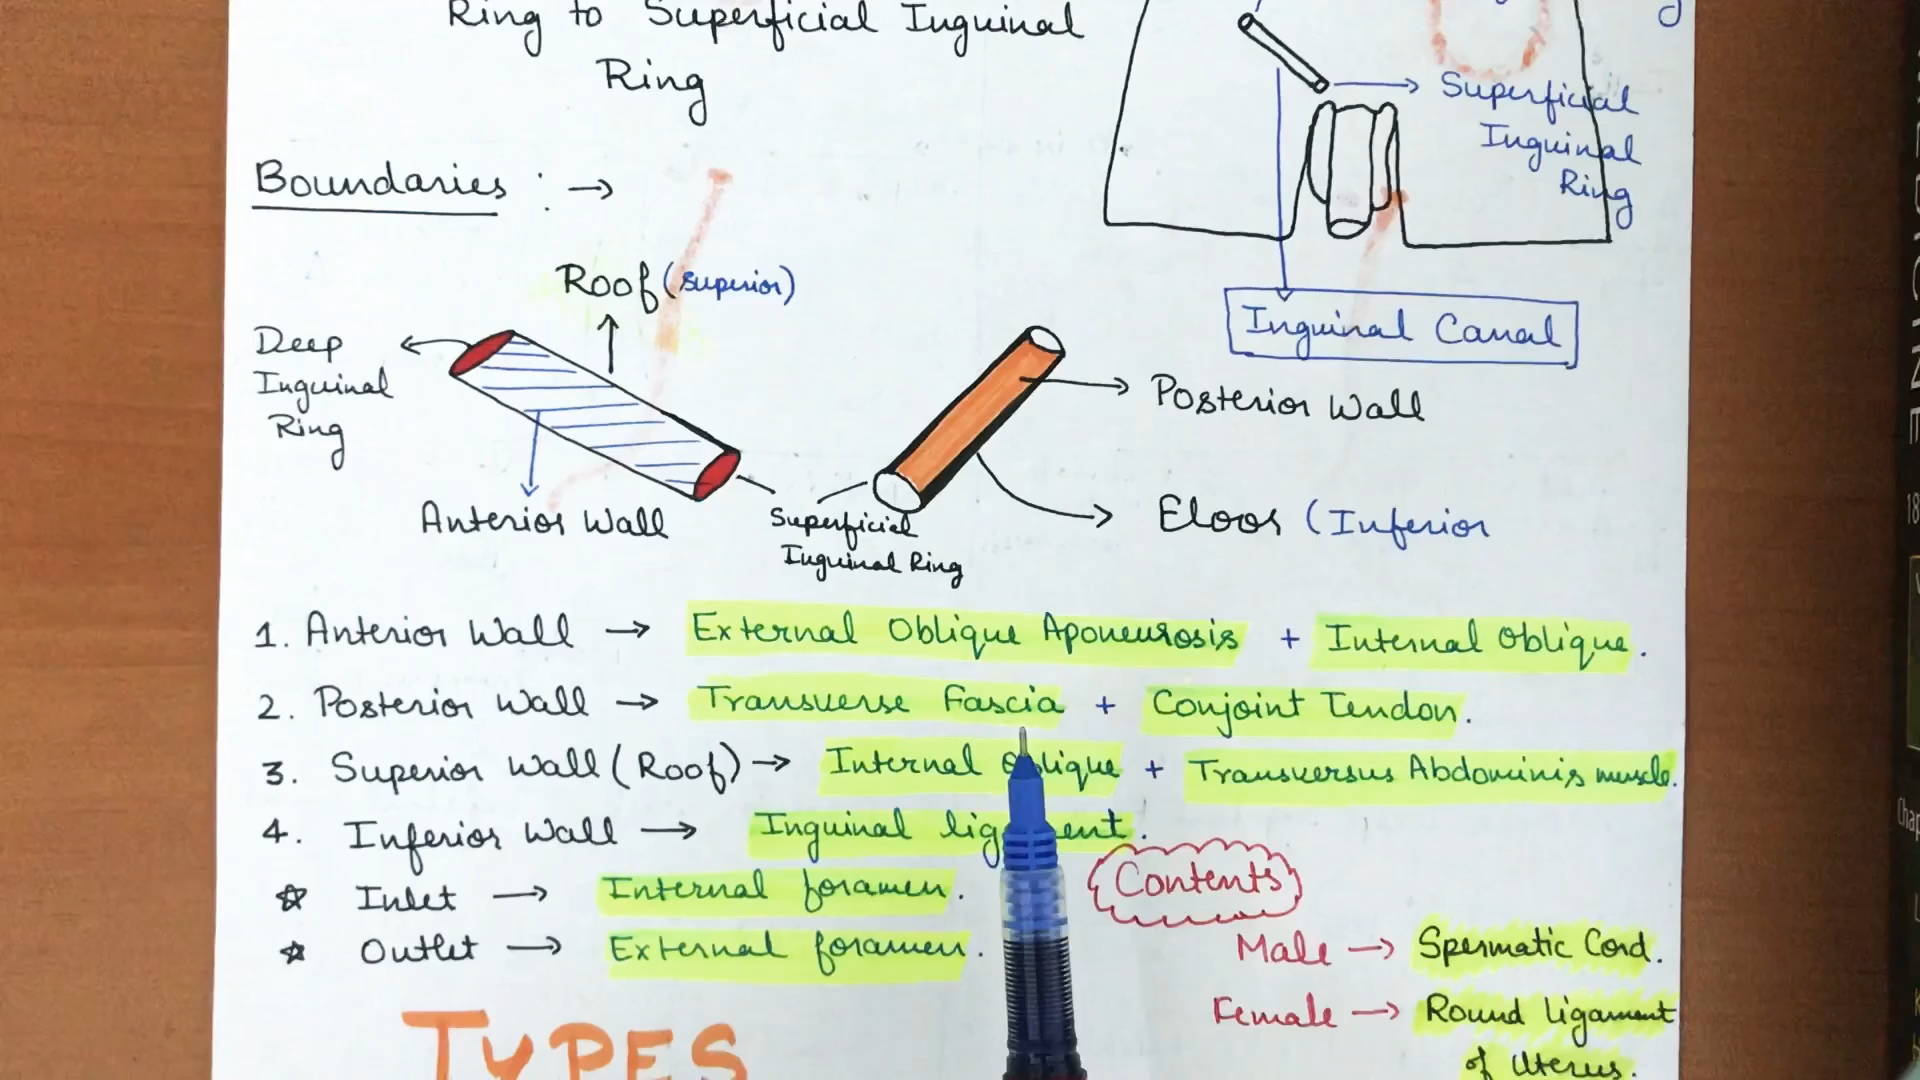 Ring to Superficial Inguinal
Ring
Superficial
Inguinal
Ring
Boundaries : →
Roof (superior)
Deep
Inguinal
Ring
Inguinal Canal
Posterior Wall
Anterior Wall
Superficial
Inguinal Ring
Floor (Inferior
1. Anterior Wall → External Oblique Aponeurosis + Internal Oblique.
2. Posterior Wall → Transverse Fascia + Conjoint Tendon.
3. Superior Wall (Roof) → Internal Oblique + Transversus Abdominis muscle.
4. Inferior Wall → Inguinal ligament.
☆ Inlet → Internal foramen.
☆ Outlet → External foramen.
Contents
Male → Spermatic Cord.
Female → Round Ligament
of Uterus.
TYPES